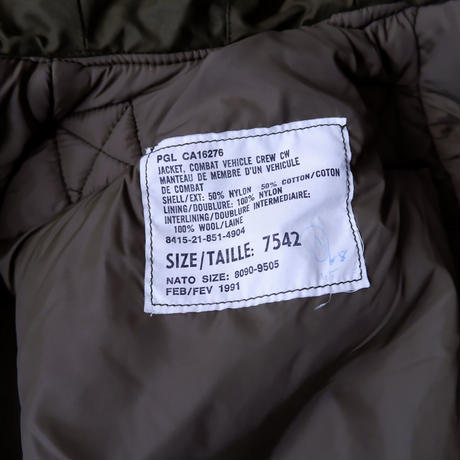 PGL CA16276
JACKET, COMBAT VEHICLE CREW CW
MANTEAU DE MEMBRE D'UN VEHICULE
DE COMBAT
SHELL/EXT: 50% NYLON 50% COTTON/COTON
LINING/DOUBLURE: 100% NYLON
INTERLINING/DOUBLURE INTERMEDIAIRE:
100% WOOL/LAINE
8415-21-851-4904
SIZE/TAILLE: 7542
NATO SIZE: 8090-9505
FEB/FEV 1991